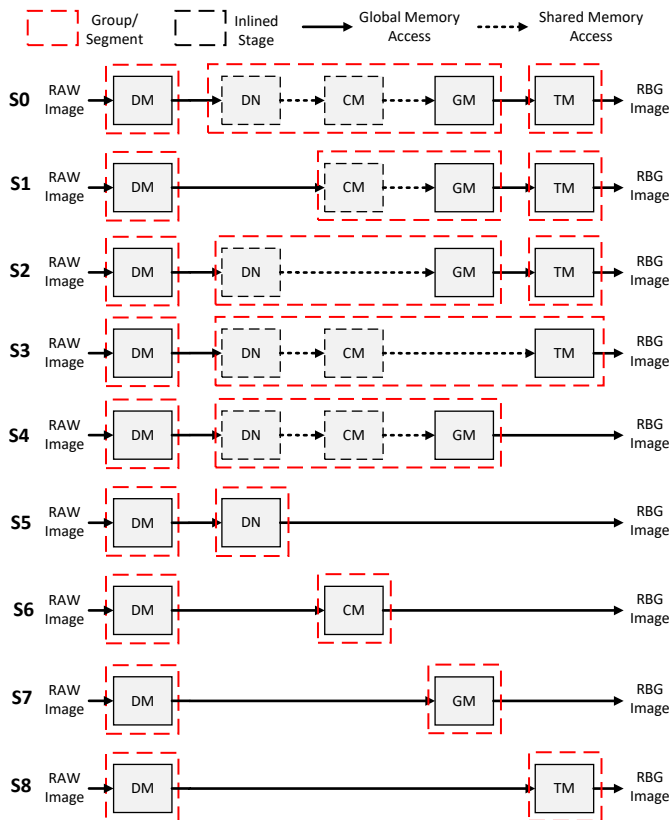 Group/ Inlined Global Memory Shared Memory
Segment Stage Access Access
S0 RAW Image DM DN CM GM TM RBG Image
S1 RAW Image DM CM GM TM RBG Image
S2 RAW Image DM DN GM TM RBG Image
S3 RAW Image DM DN CM TM RBG Image
S4 RAW Image DM DN CM GM RBG Image
S5 RAW Image DM DN RBG Image
S6 RAW Image DM CM RBG Image
S7 RAW Image DM GM RBG Image
S8 RAW Image DM TM RBG Image